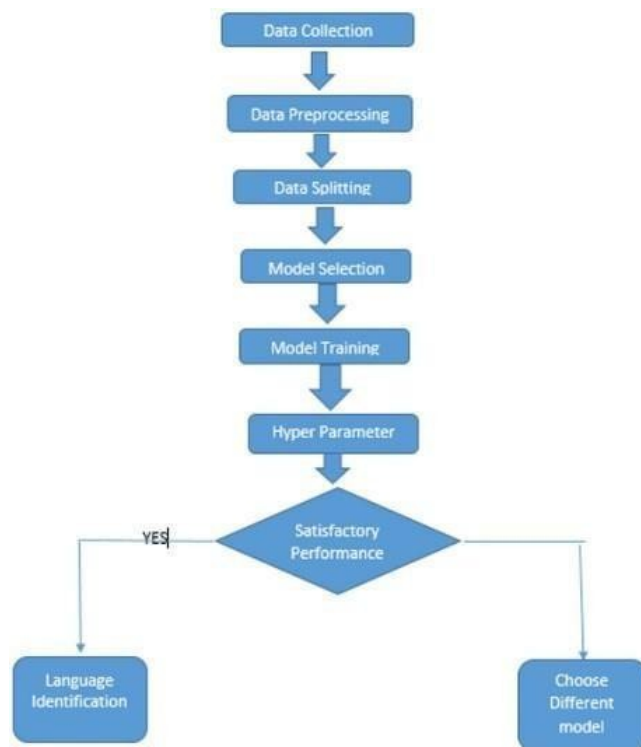 Data Collection
Data Preprocessing
Data Splitting
Model Selection
Model Training
Hyper Parameter
Satisfactory
Performance
YES
Language
Identification
Choose
Different
model